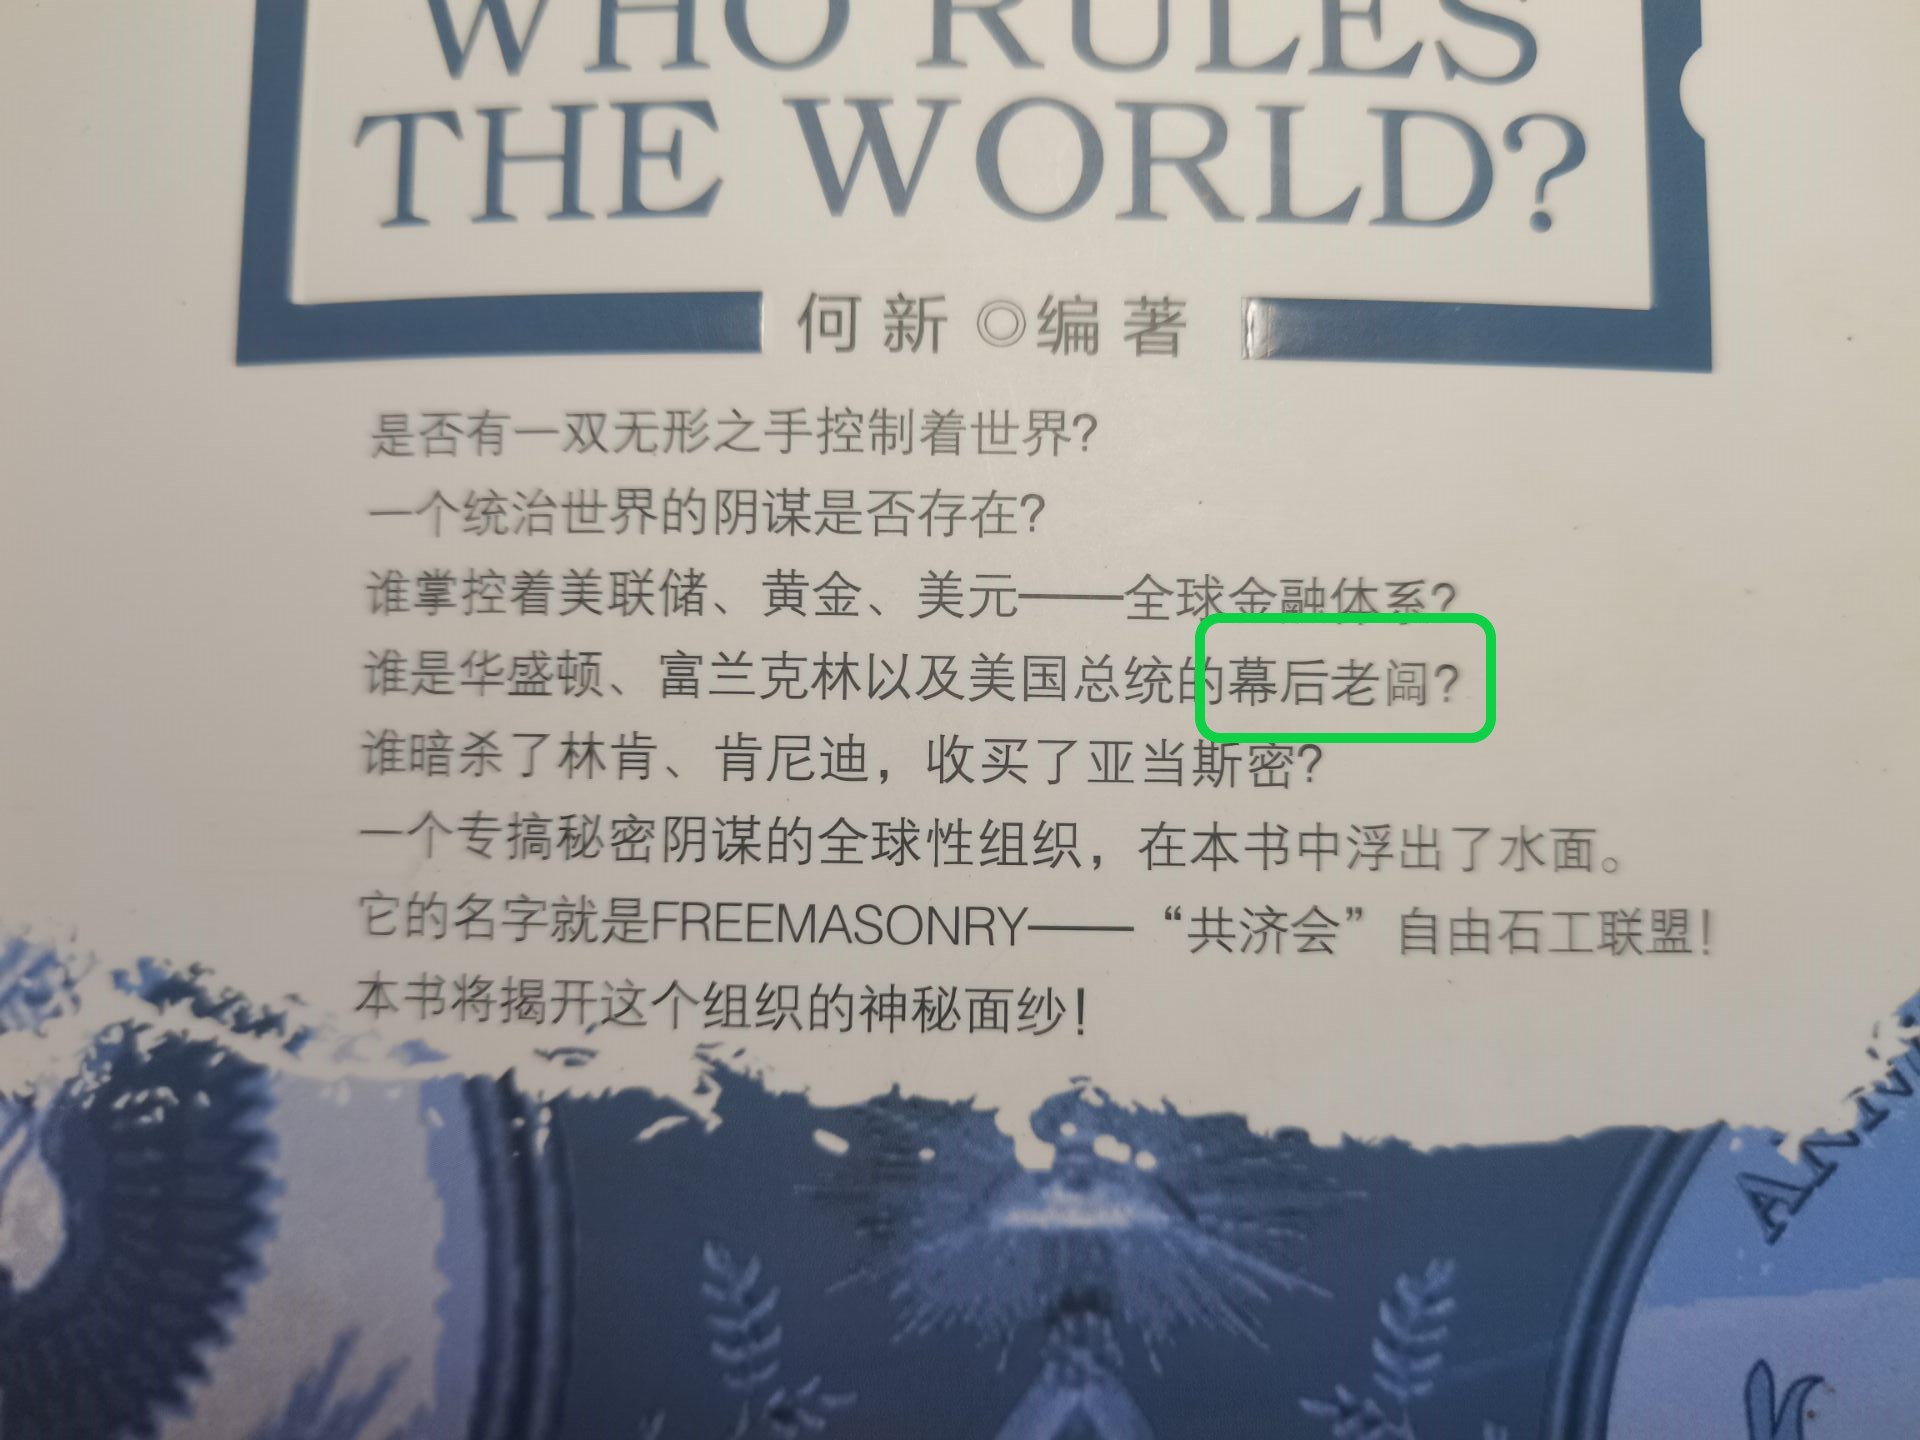 WHO RULES
THE WORLD?
何新◎编著
是否有一双无形之手控制着世界?
一个统治世界的阴谋是否存在?
谁掌控着美联储、黄金、美元——全球金融体系?
谁是华盛顿、富兰克林以及美国总统的幕后老闆?
谁暗杀了林肯、肯尼迪，收买了亚当斯密?
一个专搞秘密阴谋的全球性组织，在本书中浮出了水面。
它的名字就是FREEMASONRY——“共济会”自由石工联盟！
本书将揭开这个组织的神秘面纱！